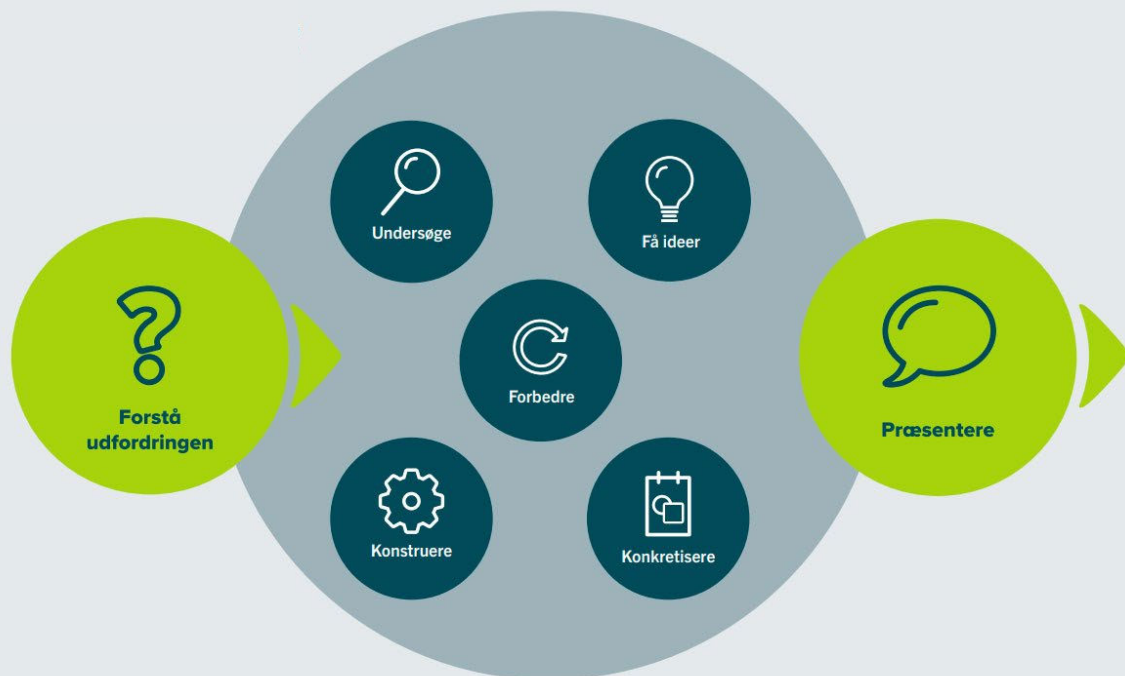 Undersøge
Få ideer
Forstå
udfordringen
Forbedre
Præsentere
Konstruere
Konkretisere